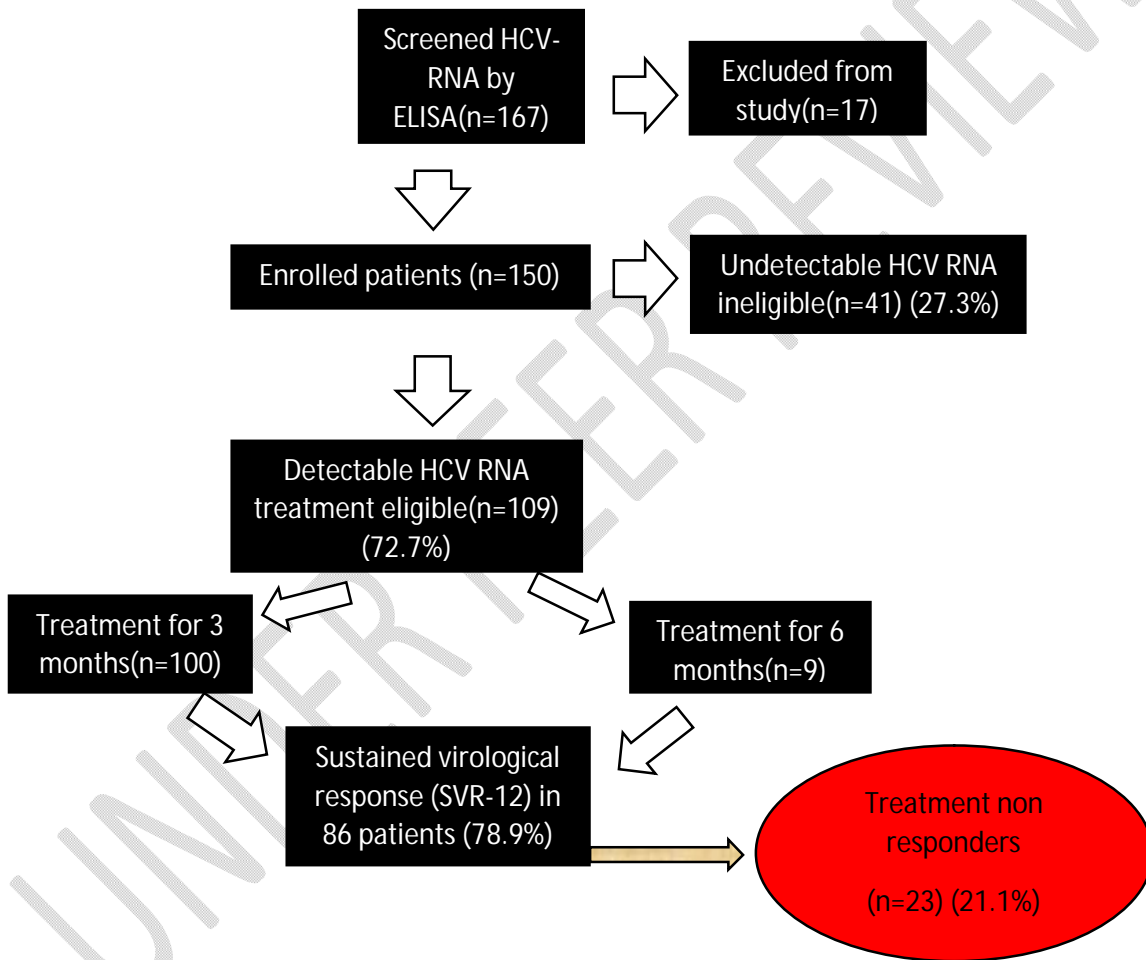 Screened HCV-
RNA by
ELISA(n=167)
Excluded from
study(n=17)
Enrolled patients (n=150)
Undetectable HCV RNA
ineligible(n=41) (27.3%)
Detectable HCV RNA
treatment eligible(n=109)
(72.7%)
Treatment for 3
months(n=100)
Treatment for 6
months(n=9)
Sustained virological
response (SVR-12) in
86 patients (78.9%)
Treatment non
responders
(n=23) (21.1%)
UNDER PEER REVIEW